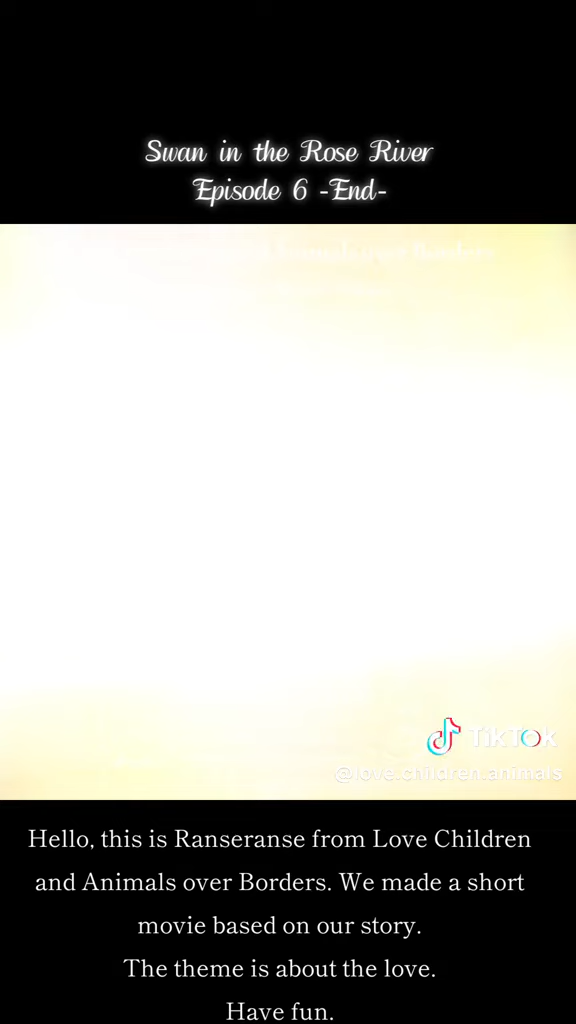 Swan in the Rose River
Episode 6 -End-
TikTok
@love.children.animals
Hello, this is Ranseranse from Love Children
and Animals over Borders. We made a short
movie based on our story.
The theme is about the love.
Have fun.